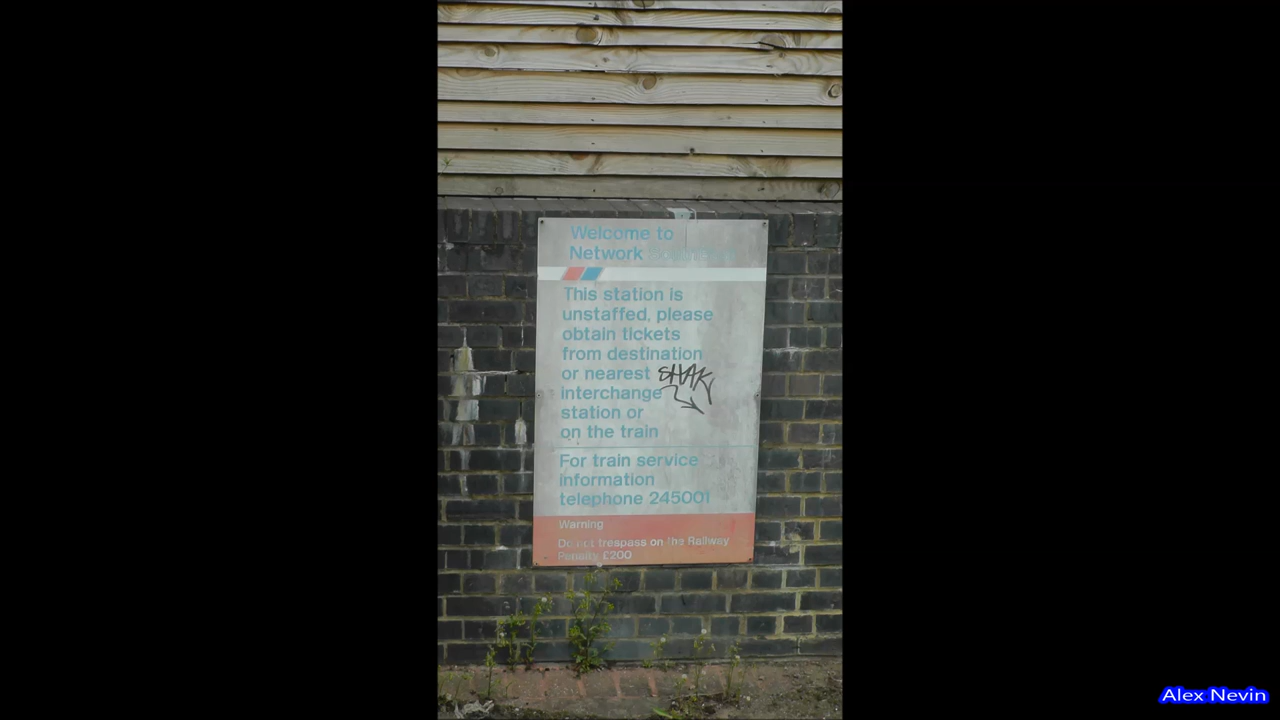 Welcome to
Network
This station is
unstaffed, please
obtain tickets
from destination
or nearest
SHAK
interchange
station or
on the train
For train service
information
telephone 245001
Warning
Do not trespass on the Railway
Penalty £200
Alex Nevin